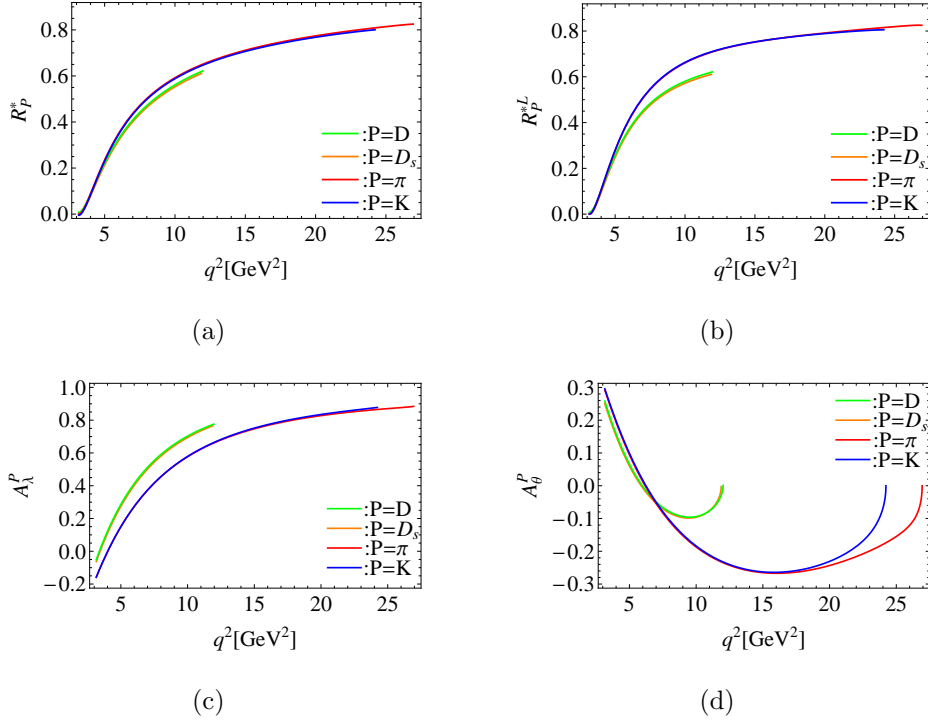 0.8
0.6
0.4
0.2
0.0
R*P
:P=D
:P=Ds
:P=π
:P=K
5 10 15 20 25
q²[GeV²]
(a)
0.8
0.6
0.4
0.2
0.0
R*LP
:P=D
:P=Ds
:P=π
:P=K
5 10 15 20 25
q²[GeV²]
(b)
1.0
0.8
0.6
0.4
0.2
0.0
−0.2
APλ
:P=D
:P=Ds
:P=π
:P=K
5 10 15 20 25
q²[GeV²]
(c)
0.3
0.2
0.1
0.0
−0.1
−0.2
−0.3
APθ
:P=D
:P=Ds
:P=π
:P=K
5 10 15 20 25
q²[GeV²]
(d)